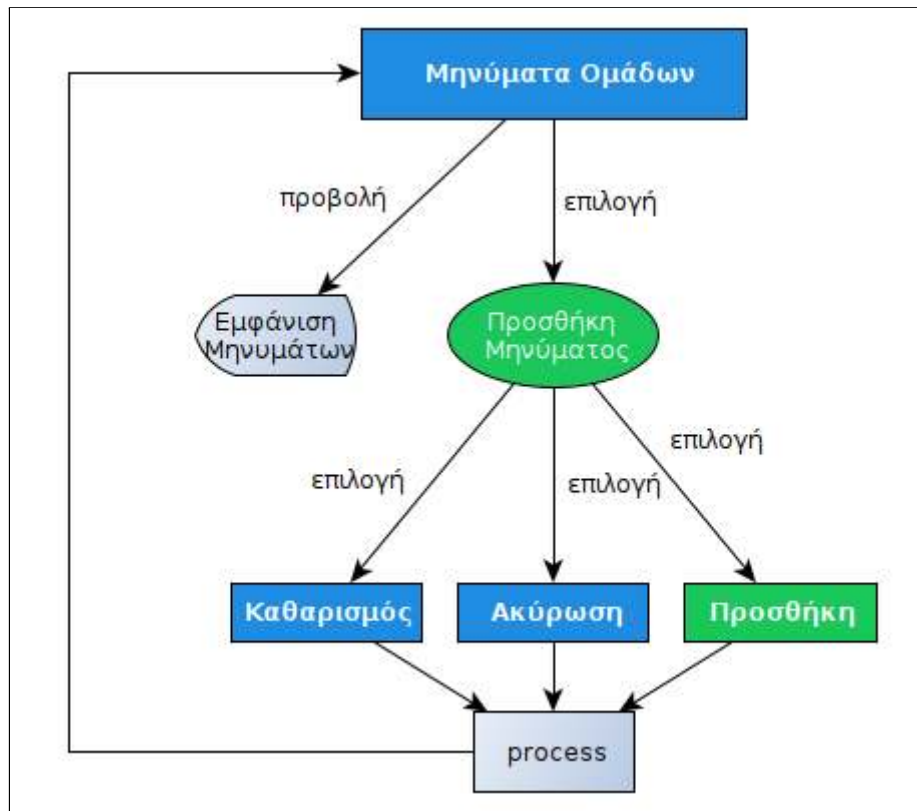 Μηνύματα Ομάδων
προβολή
επιλογή
Εμφάνιση
Μηνυμάτων
Προσθήκη
Μηνύματος
επιλογή
επιλογή
επιλογή
Καθαρισμός
Ακύρωση
Προσθήκη
process